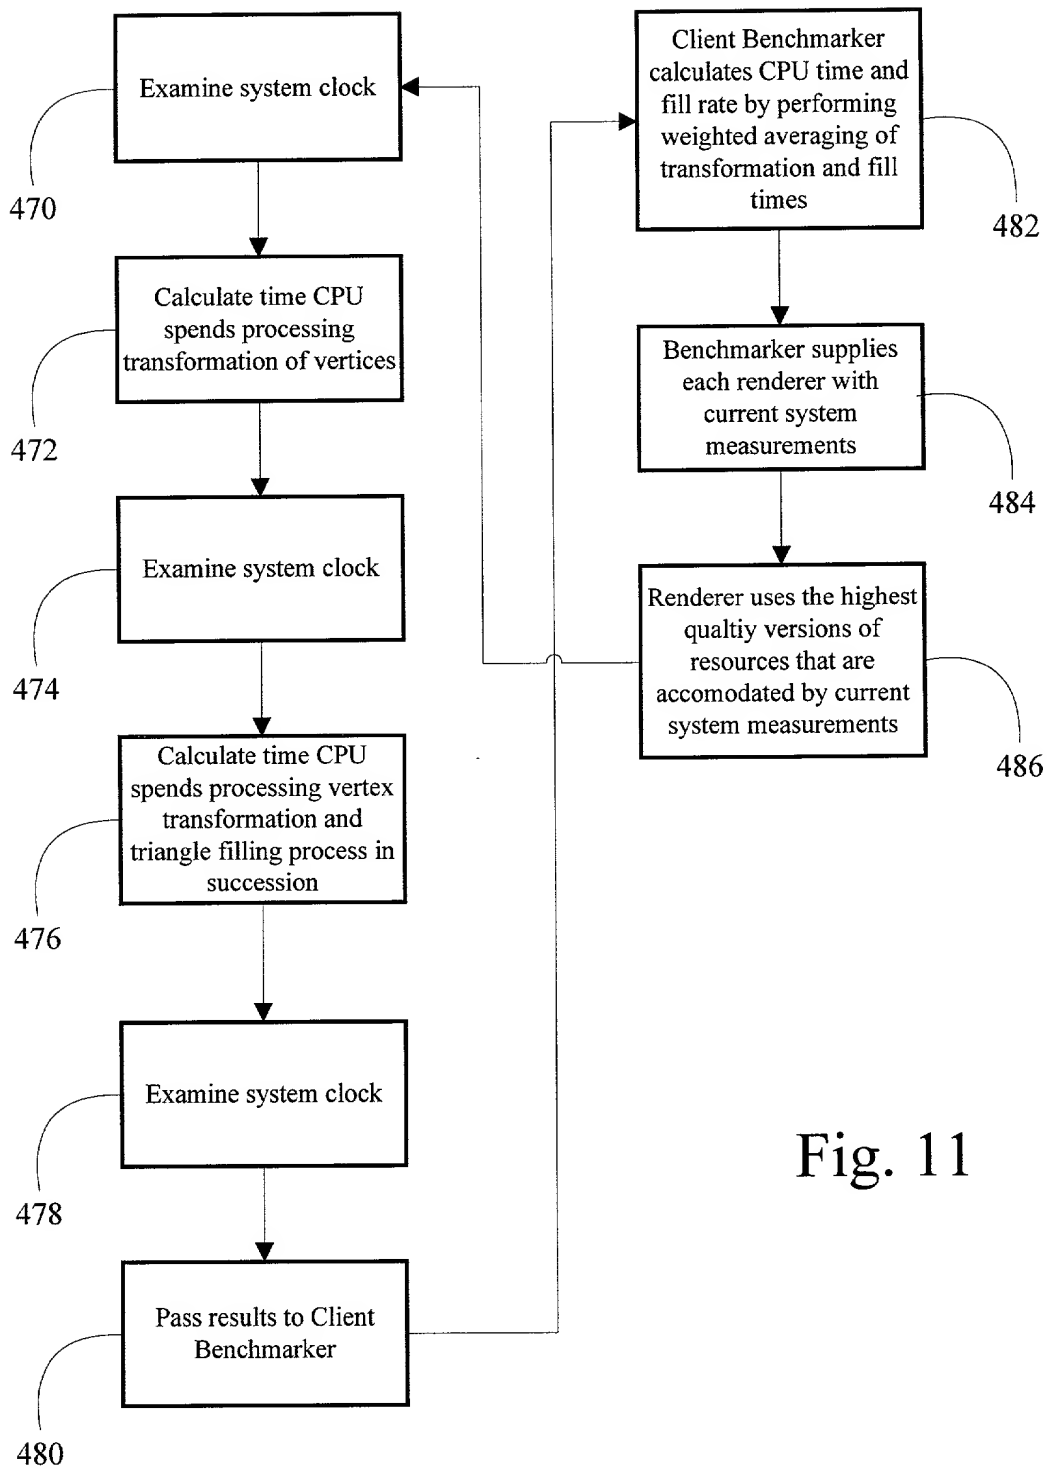 Examine system clock
470
Calculate time CPU
spends processing
transformation of vertices
472
Examine system clock
474
Calculate time CPU
spends processing vertex
transformation and
triangle filling process in
succession
476
Examine system clock
478
Pass results to Client
Benchmarker
480
Client Benchmarker
calculates CPU time and
fill rate by performing
weighted averaging of
transformation and fill
times
482
Benchmarker supplies
each renderer with
current system
measurements
484
Renderer uses the highest
qualtiy versions of
resources that are
accomodated by current
system measurements
486
Fig. 11